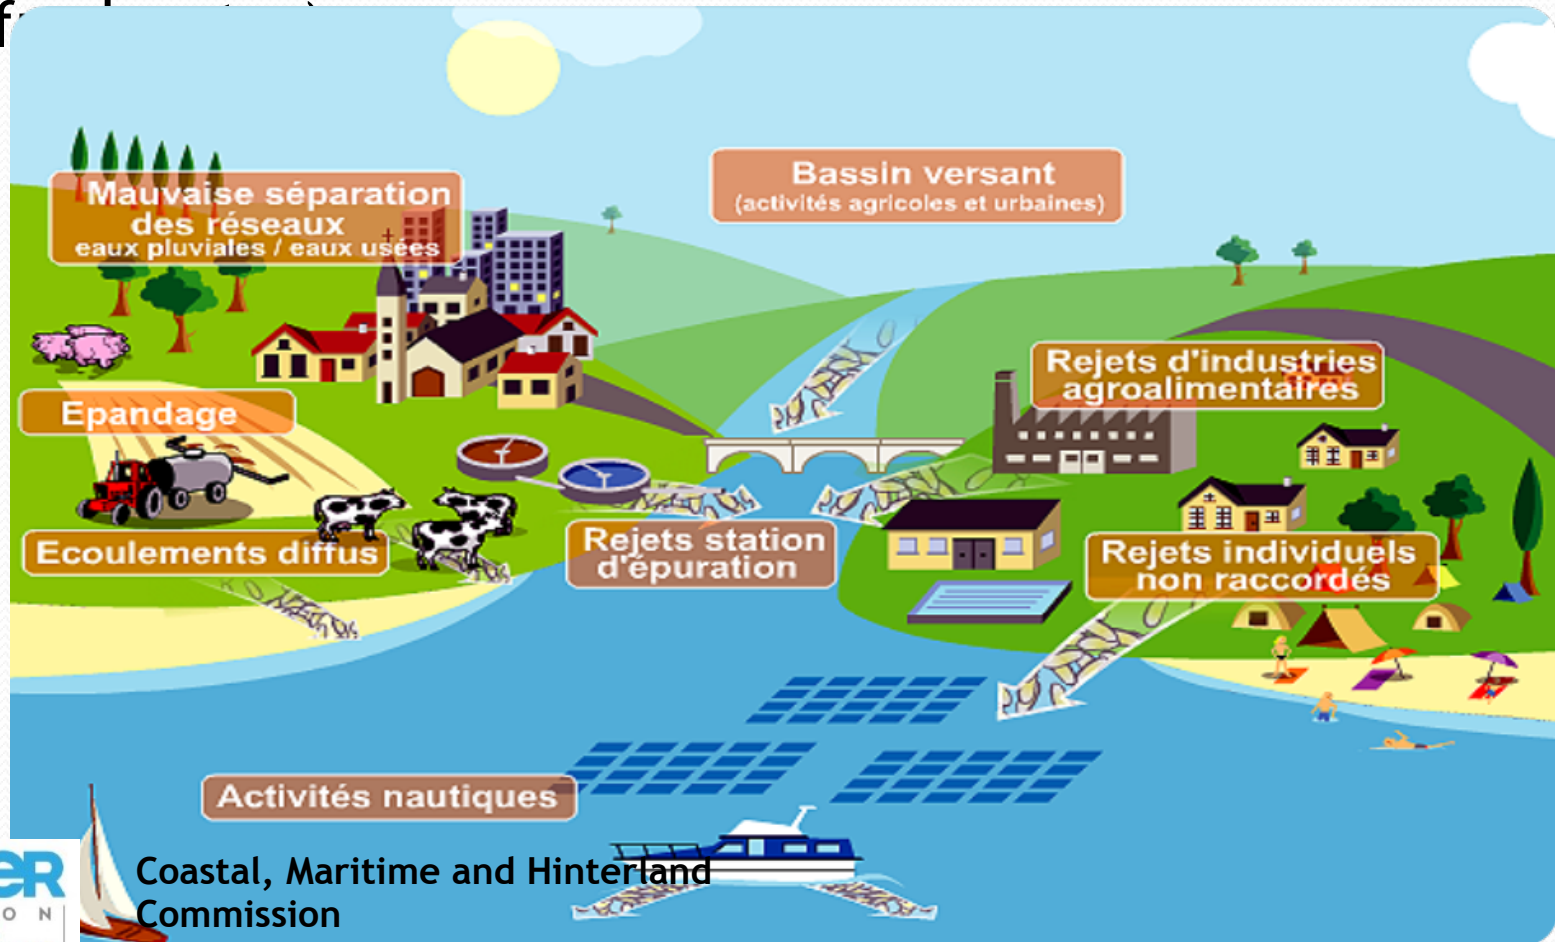 Mauvaise séparation
des réseaux
eaux pluviales / eaux usées
Bassin versant
(activités agricoles et urbaines)
Rejets d'industries
agroalimentaires
Epandage
Ecoulements diffus
Rejets station
d'épuration
Rejets individuels
non raccordés
Activités nautiques
Coastal, Maritime and Hinterland
Commission